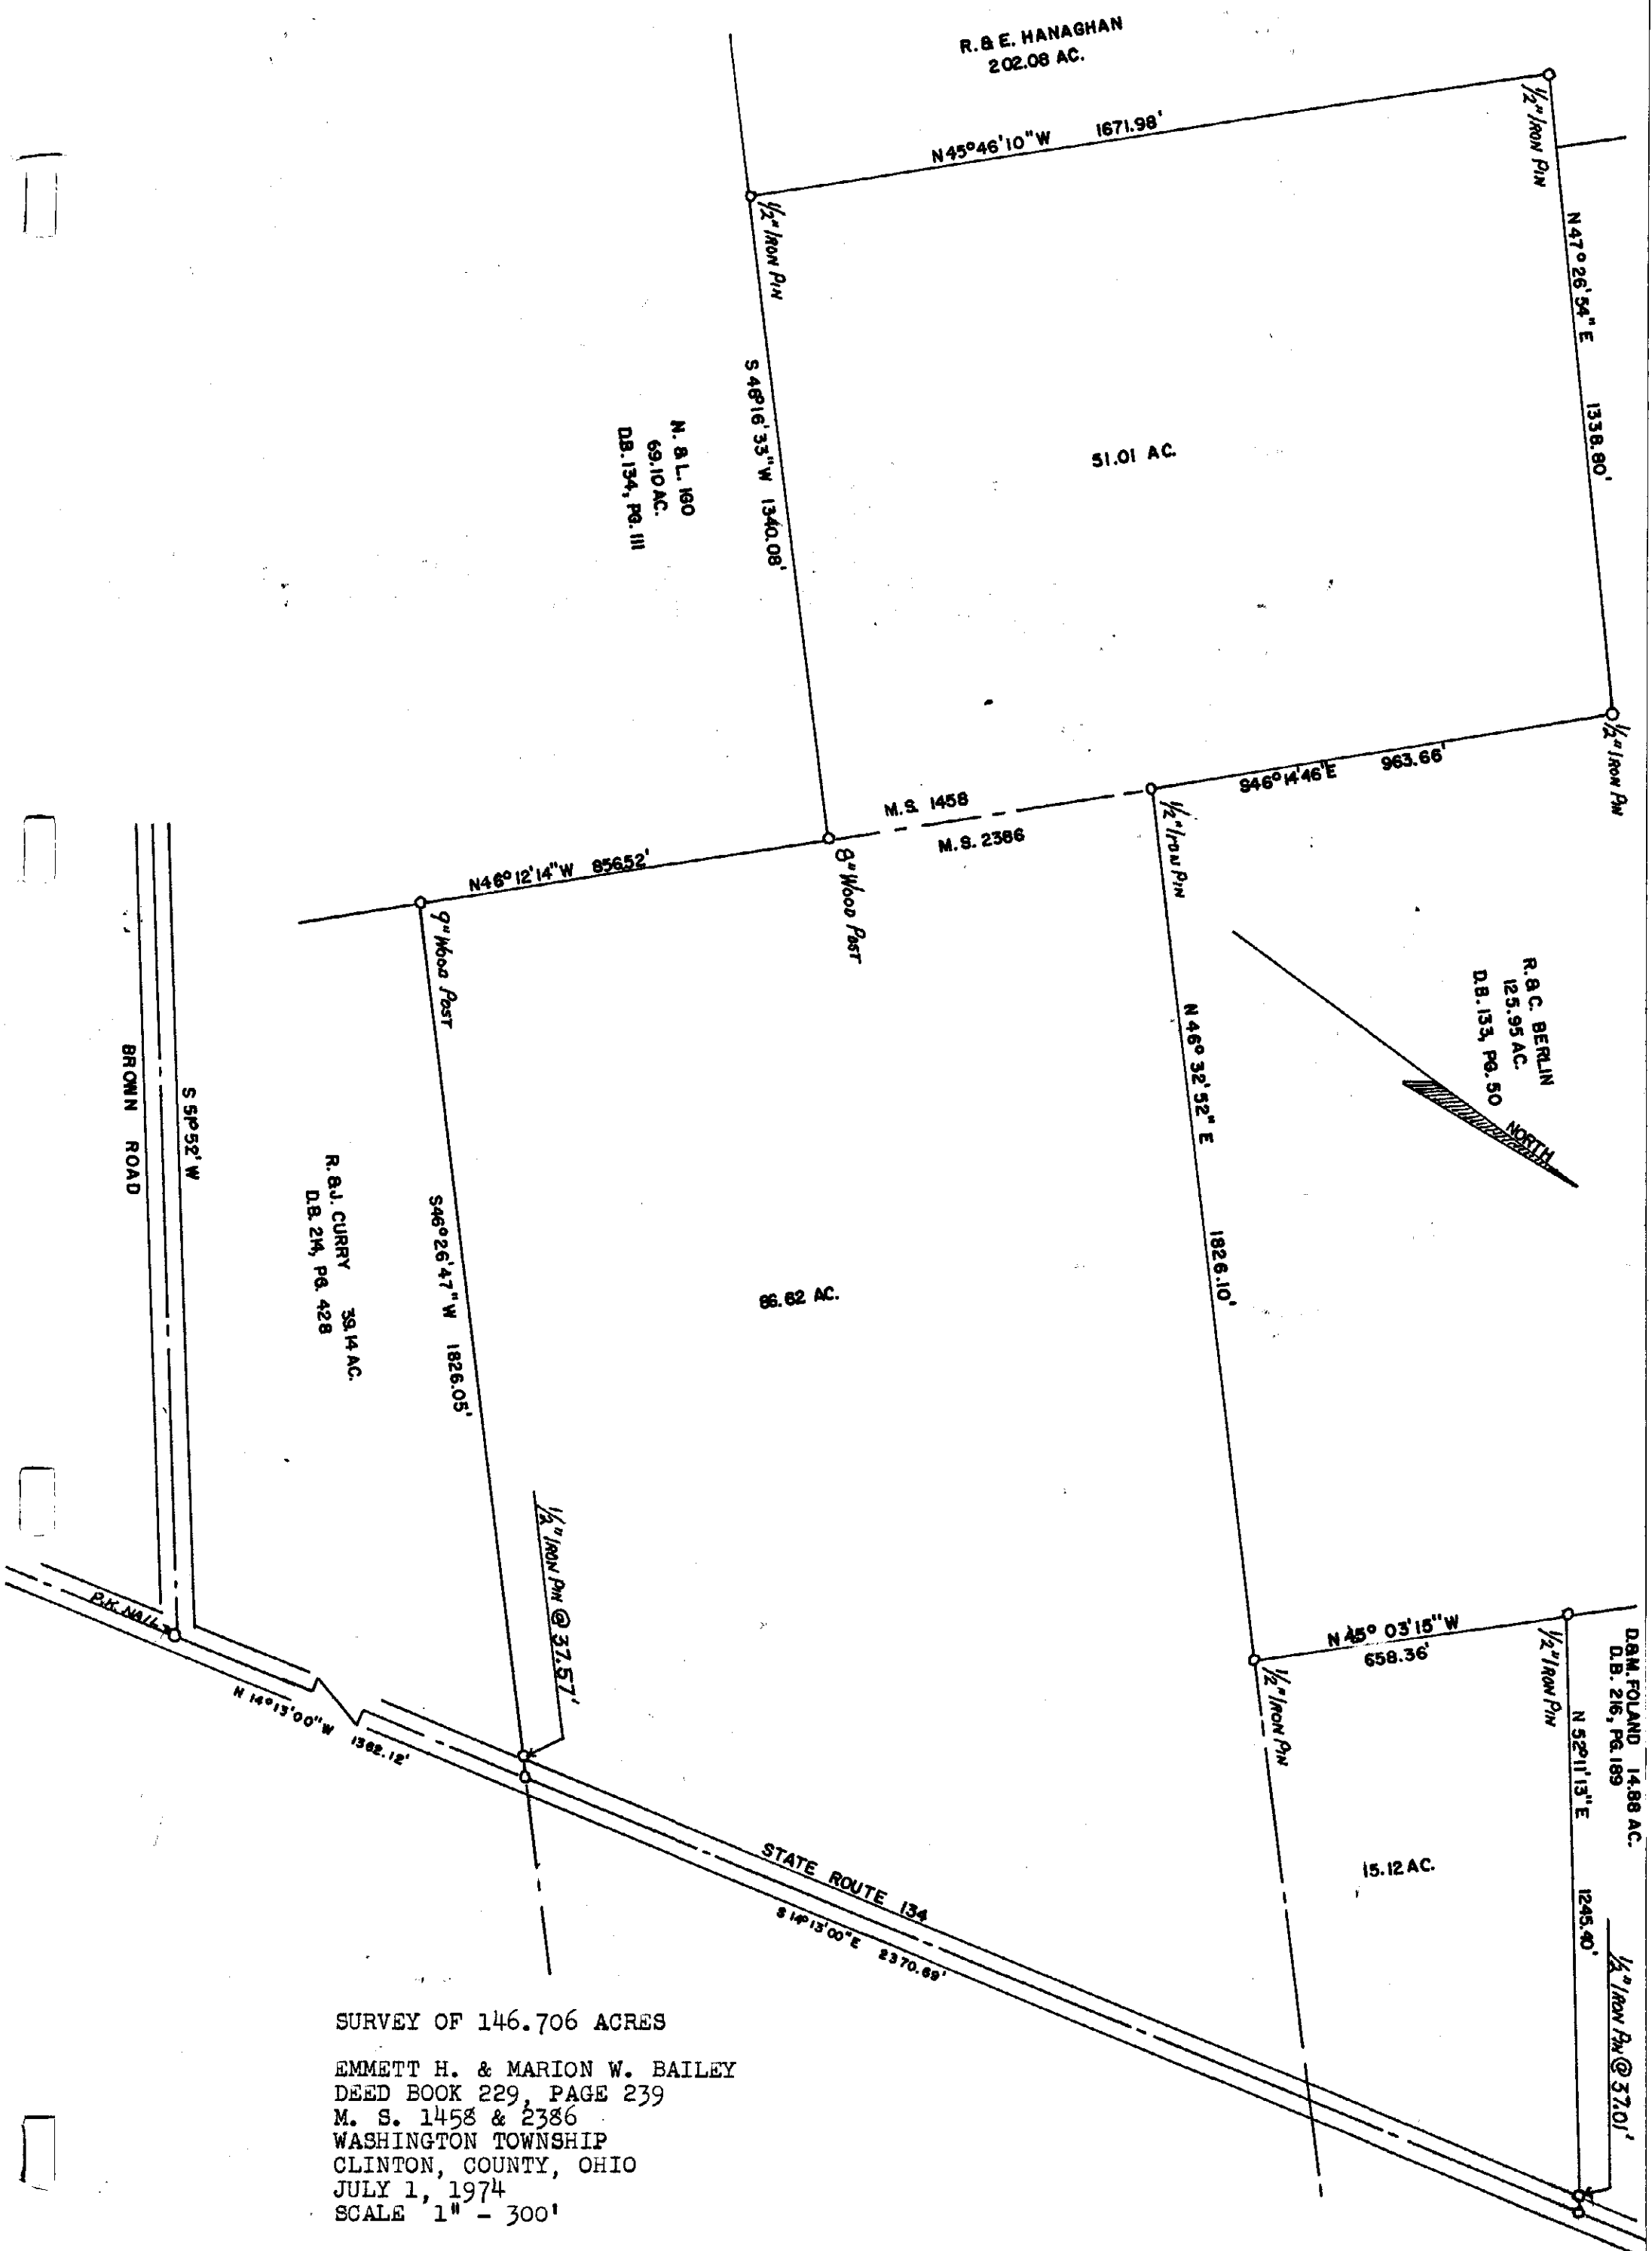 R. & E. HANAGHAN
202.08 AC.
N45°46'10"W 1671.98'
1/2" IRON PIN
N47°26'54"E 1338.80'
1/2" IRON PIN
S 48°16'33"W 1340.08'
51.01 AC.
N. & L. 160
69.10 AC.
D.B. 134, PG. 111
1/2" IRON PIN
S46°14'46"E 963.66'
M.S. 1458
M.S. 2386
1/2" IRON PIN
8" WOOD POST
N46°12'14"W 856.52'
9" WOOD POST
R. & C. BERLIN
125.95 AC.
D.B. 133, PG. 50
NORTH
N 46° 32' 52" E 1826.10'
BROWN ROAD
S 51°52' W
R. & J. CURRY 39.14 AC.
D.B. 214, PG. 428
S46°26'47"W 1826.05'
86.62 AC.
1/2" IRON PIN @ 37.57'
P.K. NAIL
N 14°13'00"W 1362.12'
N 45° 03'15"W
658.36'
1/2" IRON PIN
1/2" IRON PIN
D.&M. FOLAND 14.88 AC.
D.B. 216, PG. 189
N 52°11'13"E 1245.40'
15.12 AC.
1/2" IRON PIN @ 37.01'
STATE ROUTE 134
S 14°13'00"E 2370.69'
SURVEY OF 146.706 ACRES
EMMETT H. & MARION W. BAILEY
DEED BOOK 229, PAGE 239
M. S. 1458 & 2386
WASHINGTON TOWNSHIP
CLINTON, COUNTY, OHIO
JULY 1, 1974
SCALE 1" - 300'